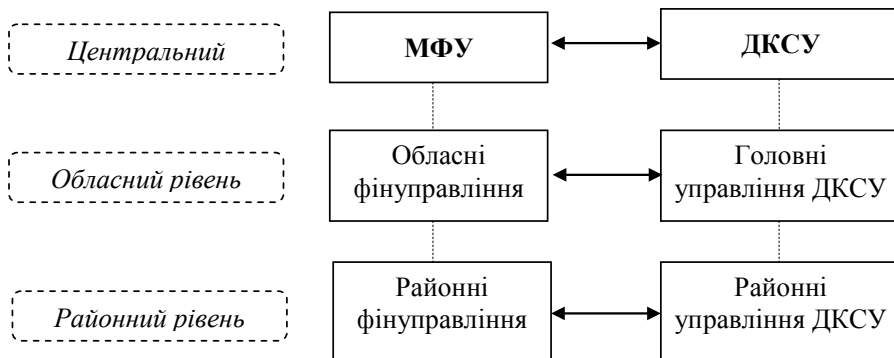 Центральний
МФУ
ДКСУ
Обласний рівень
Обласні
фінуправління
Головні
управління ДКСУ
Районний рівень
Районні
фінуправління
Районні
управління ДКСУ